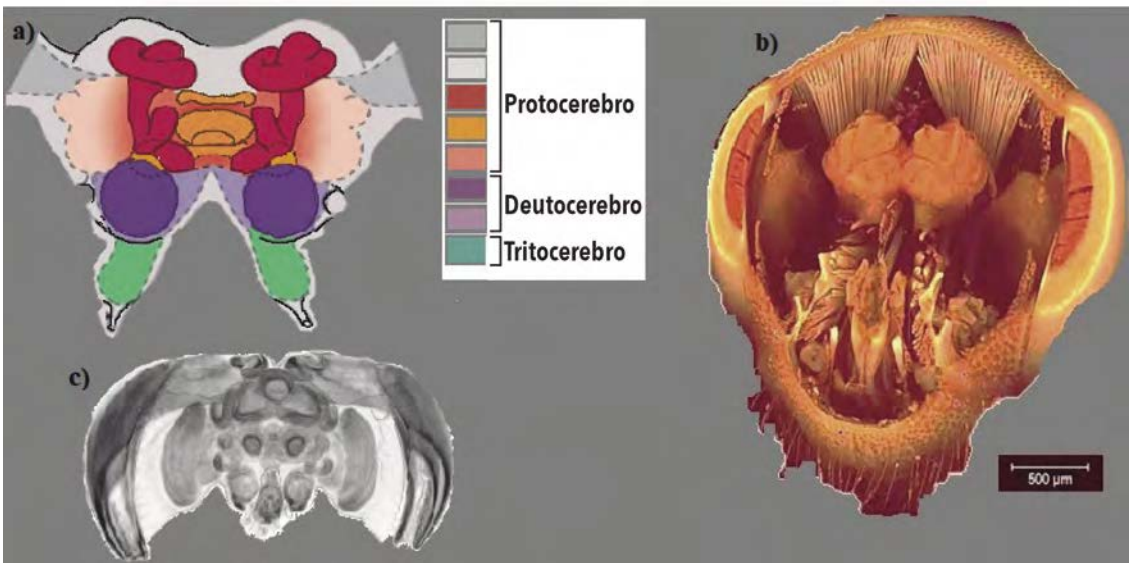 a)
Protocerebro
Deutocerebro
Tritocerebro
b)
c)
500 µm